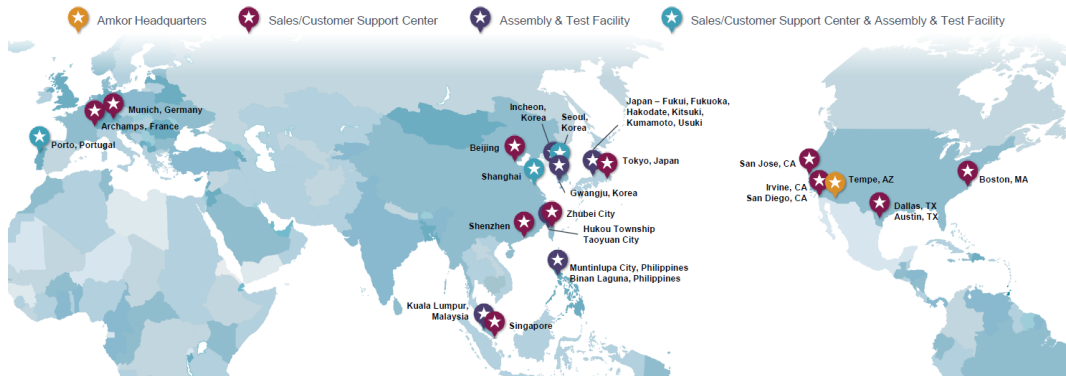 Amkor Headquarters
Sales/Customer Support Center
Assembly & Test Facility
Sales/Customer Support Center & Assembly & Test Facility
Munich, Germany
Archamps, France
Porto, Portugal
Incheon,
Korea
Seoul,
Korea
Japan – Fukui, Fukuoka,
Hakodate, Kitsuki,
Kumamoto, Usuki
Beijing
Tokyo, Japan
Shanghai
Gwangju, Korea
Shenzhen
Zhubei City
Hukou Township
Taoyuan City
Muntinlupa City, Philippines
Binan Laguna, Philippines
Kuala Lumpur,
Malaysia
Singapore
San Jose, CA
Irvine, CA
San Diego, CA
Tempe, AZ
Boston, MA
Dallas, TX
Austin, TX